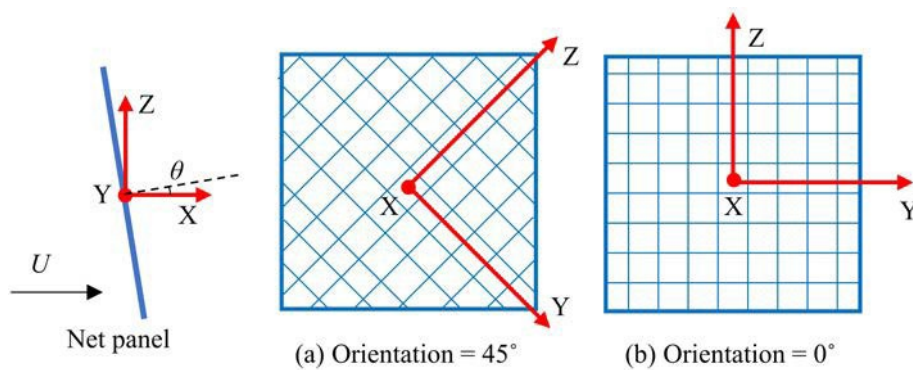 Z
θ
Y
X
U
Net panel
Z
X
Y
(a) Orientation = 45°
Z
X
Y
(b) Orientation = 0°